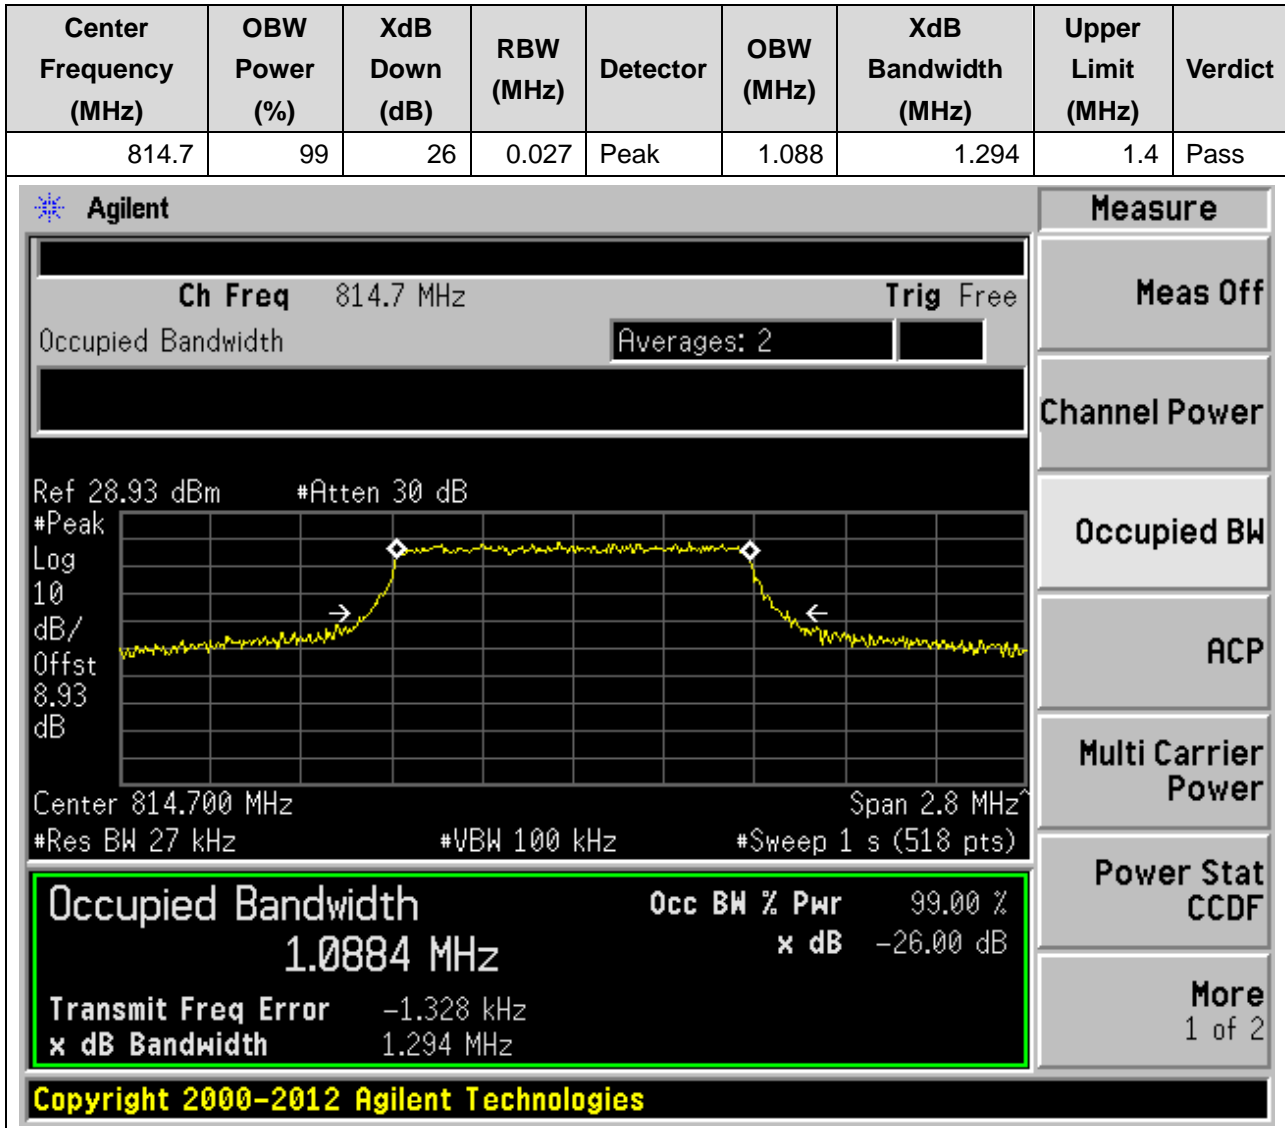 Center Frequency (MHz) OBW Power (%) XdB Down (dB) RBW (MHz) Detector OBW (MHz) XdB Bandwidth (MHz) Upper Limit (MHz) Verdict
814.7 99 26 0.027 Peak 1.088 1.294 1.4 Pass
Agilent
Ch Freq 814.7 MHz Trig Free
Occupied Bandwidth Averages: 2
Ref 28.93 dBm #Atten 30 dB
#Peak
Log
10
dB/
Offst
8.93
dB
Center 814.700 MHz Span 2.8 MHz^
#Res BW 27 kHz #VBW 100 kHz #Sweep 1 s (518 pts)
Occupied Bandwidth Occ BW % Pwr 99.00 %
1.0884 MHz x dB -26.00 dB
Transmit Freq Error -1.328 kHz
x dB Bandwidth 1.294 MHz
Copyright 2000-2012 Agilent Technologies
Measure
Meas Off
Channel Power
Occupied BW
ACP
Multi Carrier
Power
Power Stat
CCDF
More
1 of 2